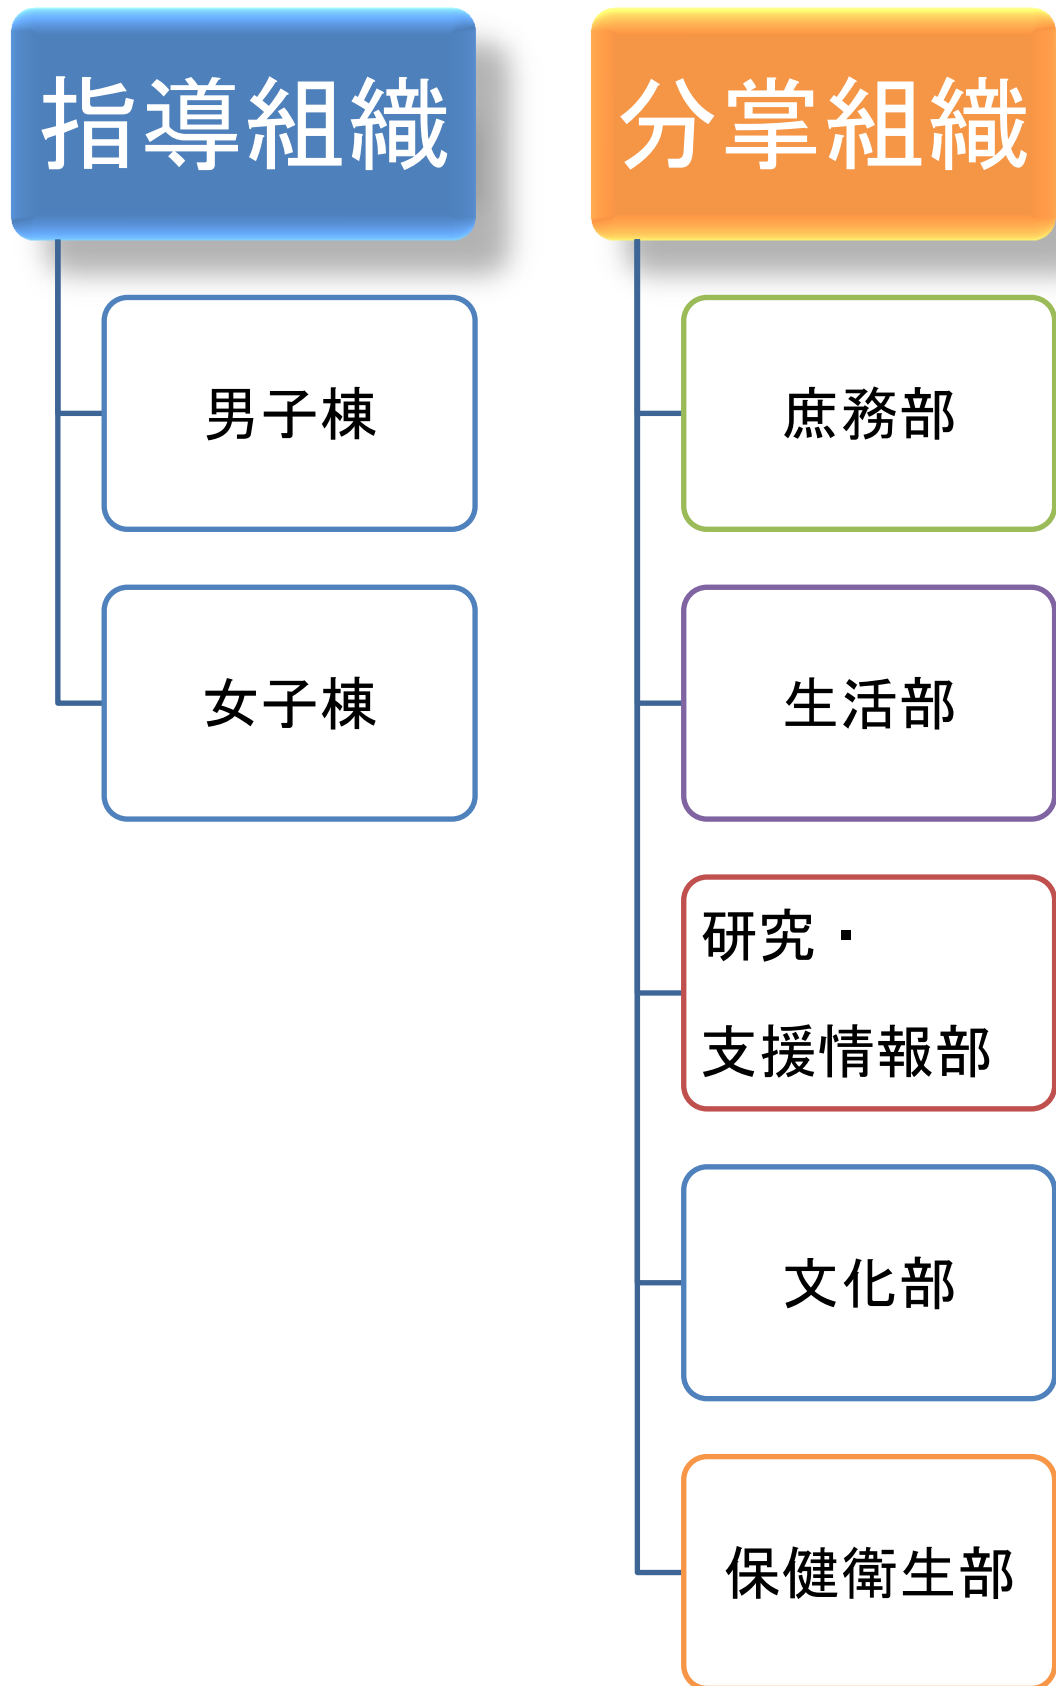 指導組織
男子棟
女子棟
分掌組織
庶務部
生活部
研究・
支援情報部
文化部
保健衛生部